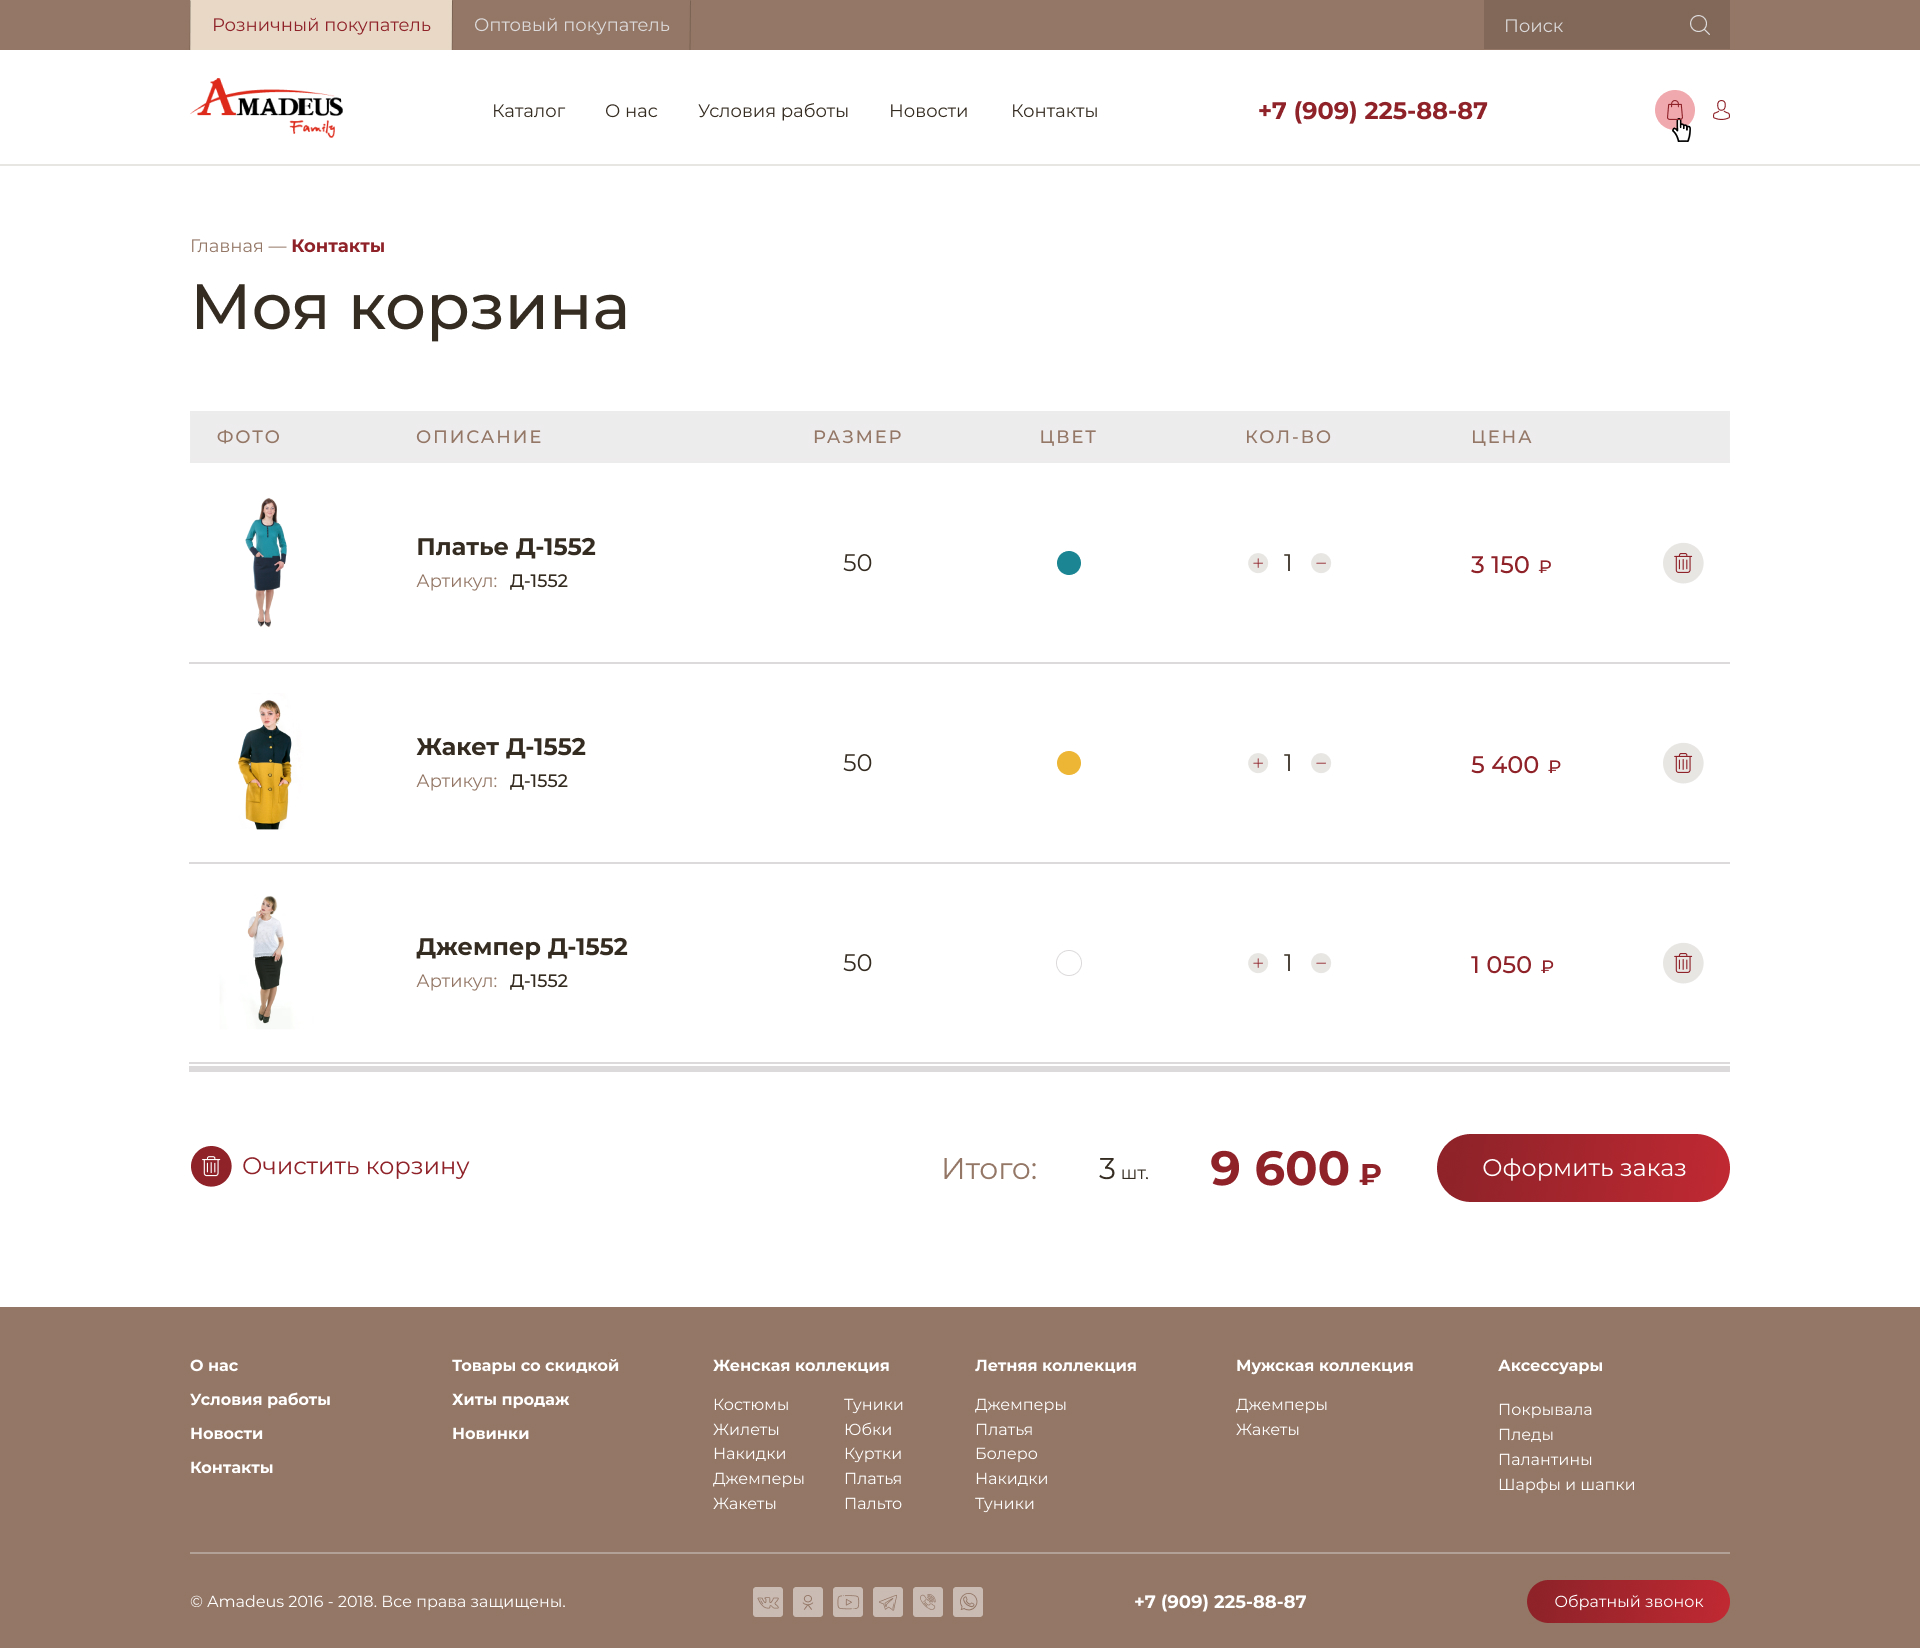 Розничный покупатель
Оптовый покупатель
Поиск
Amadeus
Family
Каталог
О нас
Условия работы
Новости
Контакты
+7 (909) 225-88-87
Главная — Контакты
Моя корзина
ФОТО
ОПИСАНИЕ
РАЗМЕР
ЦВЕТ
КОЛ-ВО
ЦЕНА
Платье Д-1552
Артикул: Д-1552
50
+ 1 −
3 150 ₽
Жакет Д-1552
Артикул: Д-1552
50
+ 1 −
5 400 ₽
Джемпер Д-1552
Артикул: Д-1552
50
+ 1 −
1 050 ₽
Очистить корзину
Итого:
3 шт.
9 600 ₽
Оформить заказ
О нас
Условия работы
Новости
Контакты
Товары со скидкой
Хиты продаж
Новинки
Женская коллекция
Костюмы
Жилеты
Накидки
Джемперы
Жакеты
Туники
Юбки
Куртки
Платья
Пальто
Летняя коллекция
Джемперы
Платья
Болеро
Накидки
Туники
Мужская коллекция
Джемперы
Жакеты
Аксессуары
Покрывала
Пледы
Палантины
Шарфы и шапки
© Amadeus 2016 - 2018. Все права защищены.
+7 (909) 225-88-87
Обратный звонок